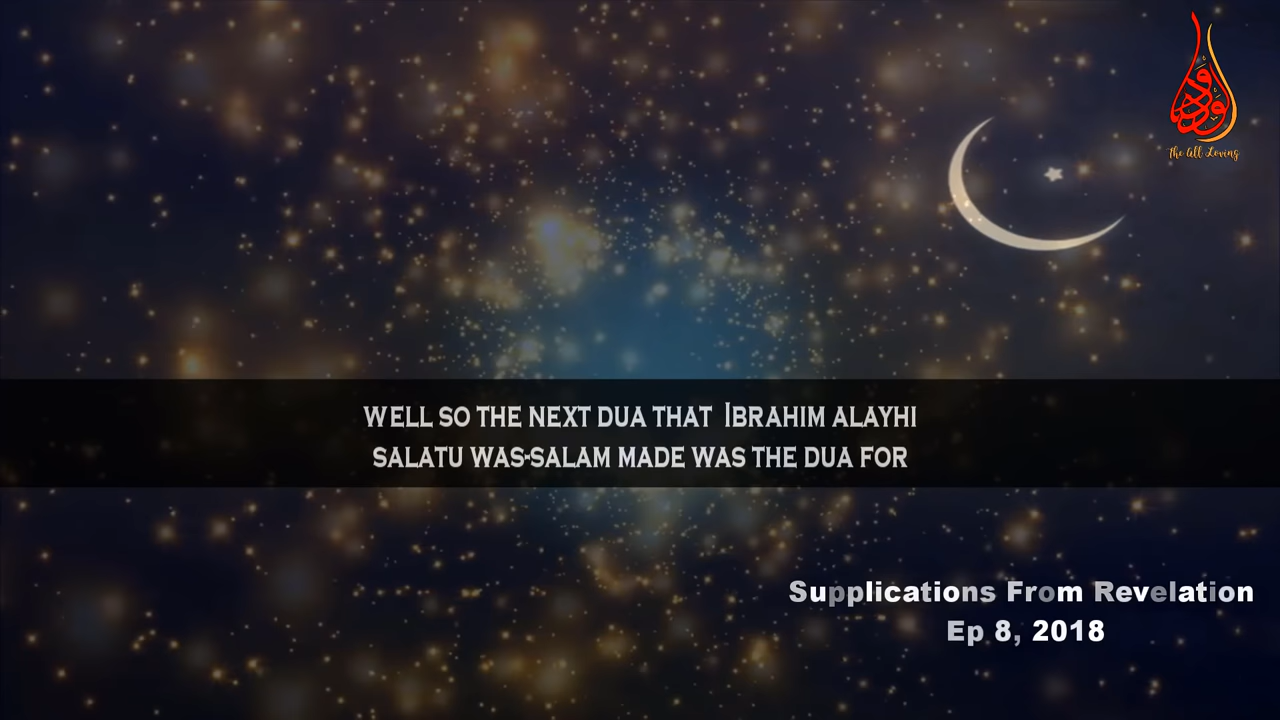 الودود
The All Loving
WELL SO THE NEXT DUA THAT IBRAHIM ALAYHI
SALATU WAS-SALAM MADE WAS THE DUA FOR
Supplications From Revelation
Ep 8, 2018